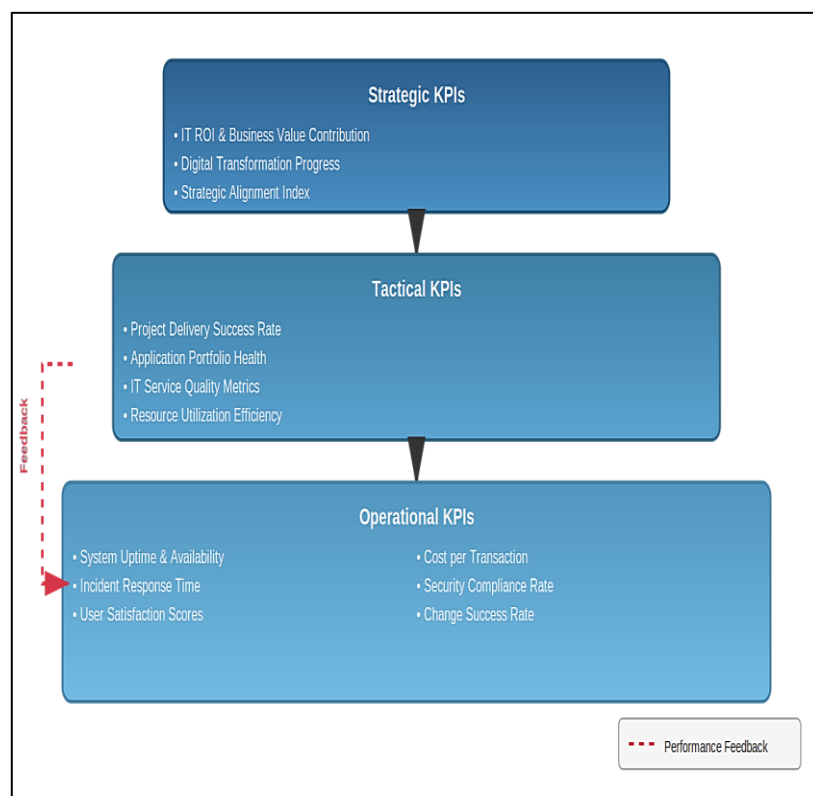 Strategic KPIs
• IT ROI & Business Value Contribution
• Digital Transformation Progress
• Strategic Alignment Index
Tactical KPIs
• Project Delivery Success Rate
• Application Portfolio Health
• IT Service Quality Metrics
• Resource Utilization Efficiency
Feedback
Operational KPIs
• System Uptime & Availability
• Incident Response Time
• User Satisfaction Scores
• Cost per Transaction
• Security Compliance Rate
• Change Success Rate
Performance Feedback